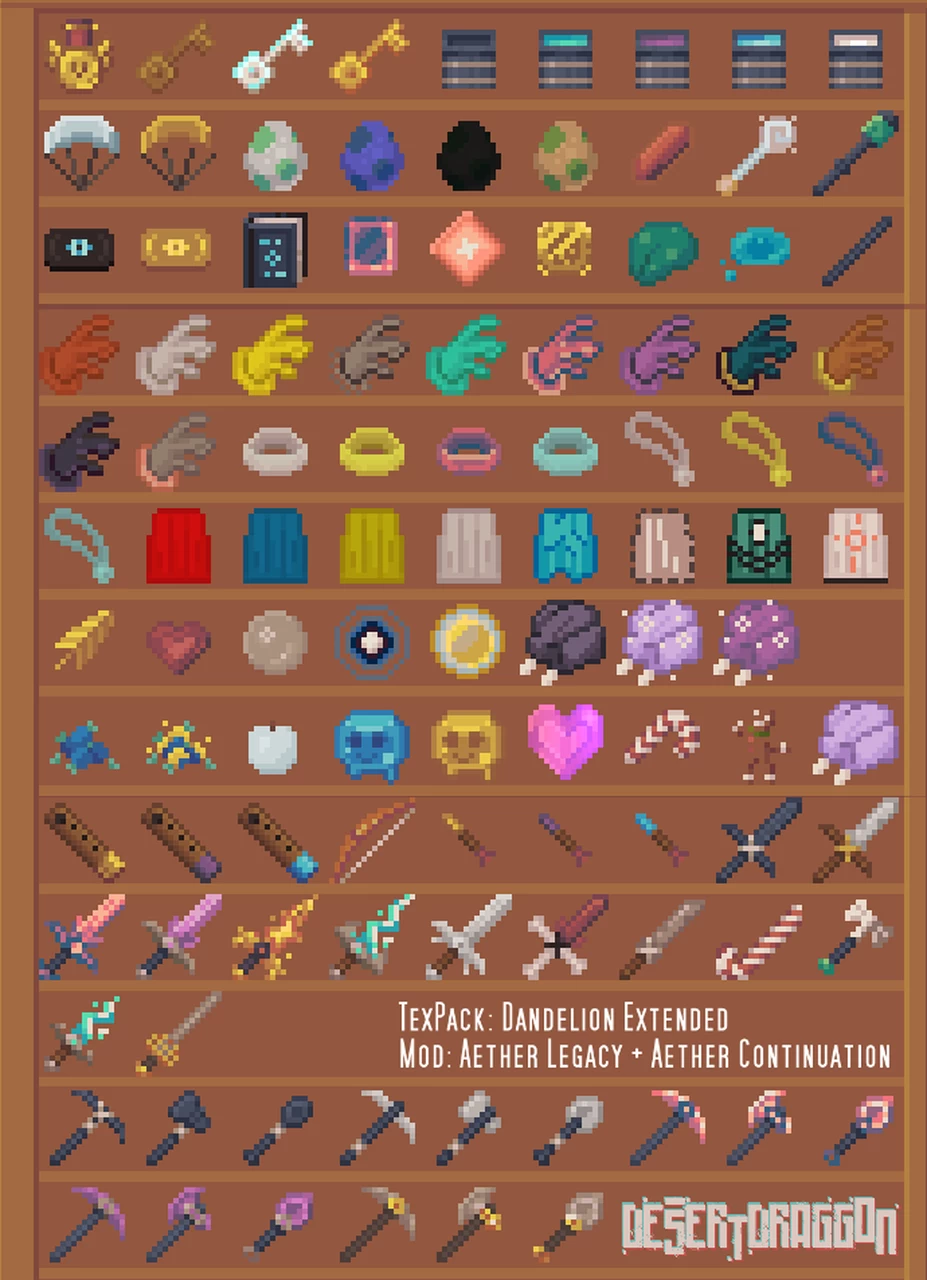 TexPack: Dandelion Extended
Mod: Aether Legacy + Aether Continuation
DESERTDRAGGON